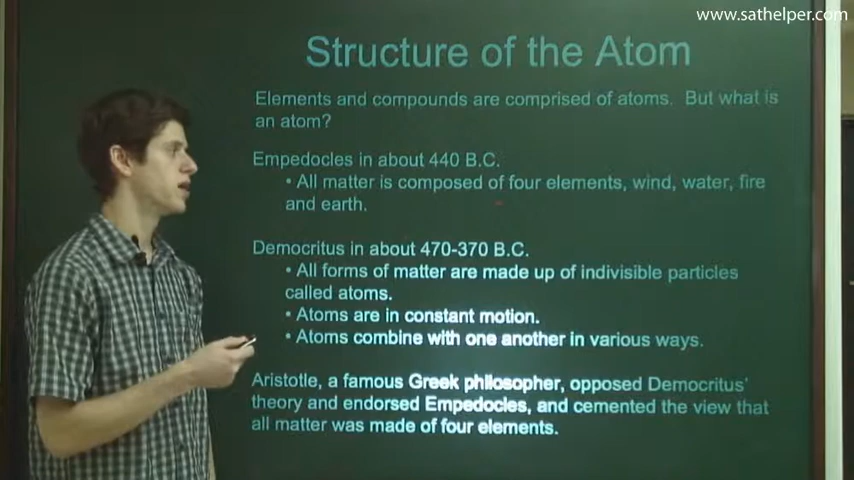 www.sathelper.com
Structure of the Atom
Elements and compounds are comprised of atoms. But what is
an atom?
Empedocles in about 440 B.C.
• All matter is composed of four elements, wind, water, fire
and earth.
Democritus in about 470-370 B.C.
• All forms of matter are made up of indivisible particles
called atoms.
• Atoms are in constant motion.
• Atoms combine with one another in various ways.
Aristotle, a famous Greek philosopher, opposed Democritus'
theory and endorsed Empedocles, and cemented the view that
all matter was made of four elements.